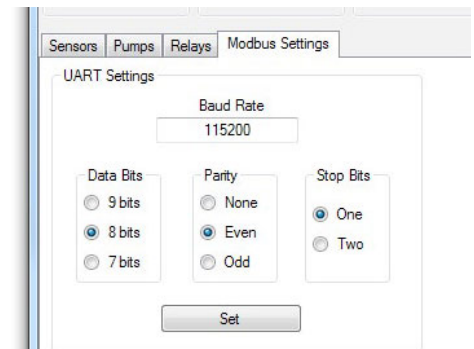 Sensors Pumps Relays Modbus Settings
UART Settings
Baud Rate
115200
Data Bits
9 bits
8 bits
7 bits
Parity
None
Even
Odd
Stop Bits
One
Two
Set